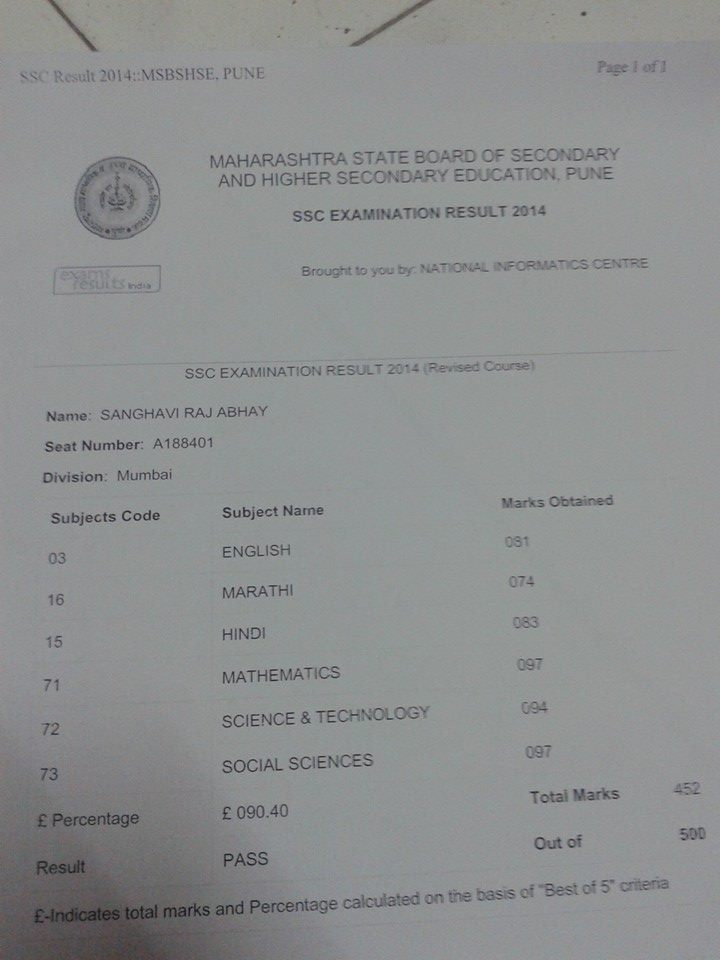 SSC Result 2014::MSBSHSE, PUNE Page 1 of 1
MAHARASHTRA STATE BOARD OF SECONDARY
AND HIGHER SECONDARY EDUCATION, PUNE
SSC EXAMINATION RESULT 2014
exams
results India
Brought to you by: NATIONAL INFORMATICS CENTRE
SSC EXAMINATION RESULT 2014 (Revised Course)
Name: SANGHAVI RAJ ABHAY
Seat Number: A188401
Division: Mumbai
Subjects Code Subject Name Marks Obtained
03 ENGLISH 081
16 MARATHI 074
15 HINDI 083
71 MATHEMATICS 097
72 SCIENCE & TECHNOLOGY 094
73 SOCIAL SCIENCES 097
£ Percentage £ 090.40 Total Marks 452
Result PASS Out of 500
£-Indicates total marks and Percentage calculated on the basis of "Best of 5" criteria